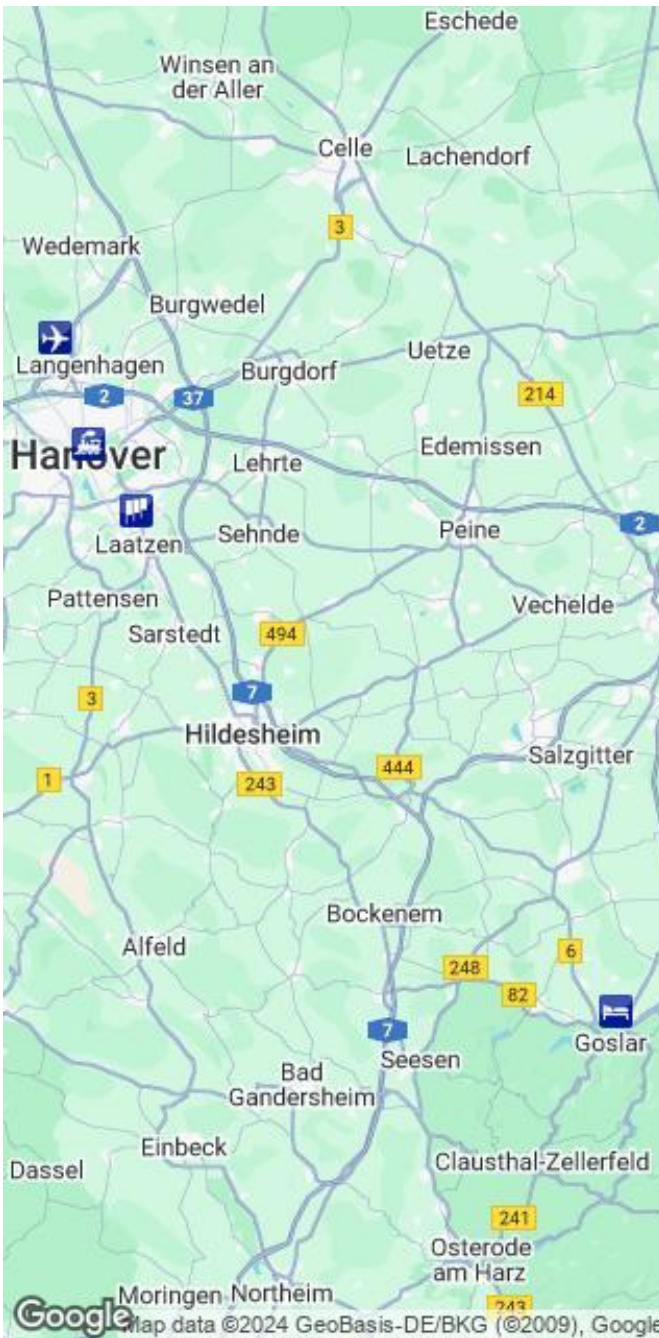 Eschede
Winsen an
der Aller
Celle
Lachendorf
3
Wedemark
Burgwedel
Langenhagen
Burgdorf
Uetze
2
37
214
Hanover
Lehrte
Edemissen
Laatzen
Sehnde
Peine
2
Pattensen
Vechelde
Sarstedt
494
3
7
Hildesheim
Salzgitter
1
243
444
Bockenem
Alfeld
248
6
82
7
Goslar
Seesen
Bad
Gandersheim
Einbeck
Dassel
Clausthal-Zellerfeld
241
Osterode
am Harz
243
Moringen
Northeim
Google
Map data ©2024 GeoBasis-DE/BKG (©2009), Google